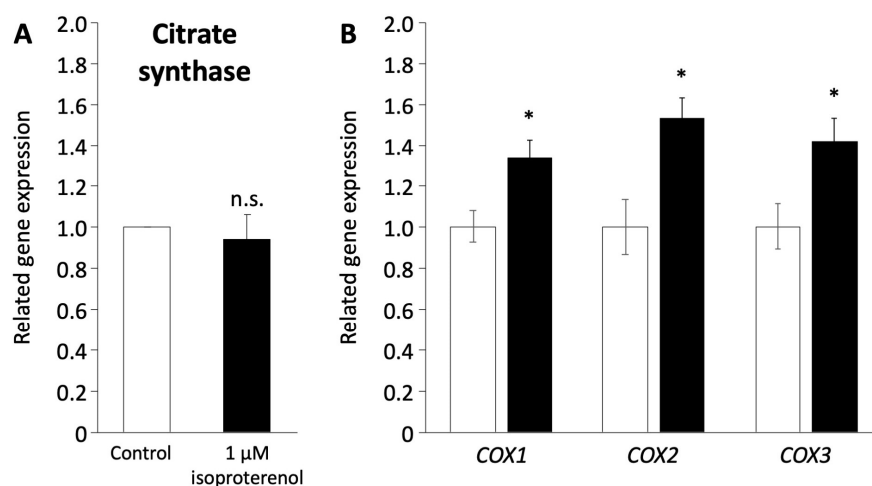 A
Citrate
synthase
Related gene expression
2.0
1.8
1.6
1.4
1.2
1.0
0.8
0.6
0.4
0.2
0
n.s.
Control
1 µM
isoproterenol
B
Related gene expression
2.0
1.8
1.6
1.4
1.2
1.0
0.8
0.6
0.4
0.2
0
*
*
*
COX1
COX2
COX3